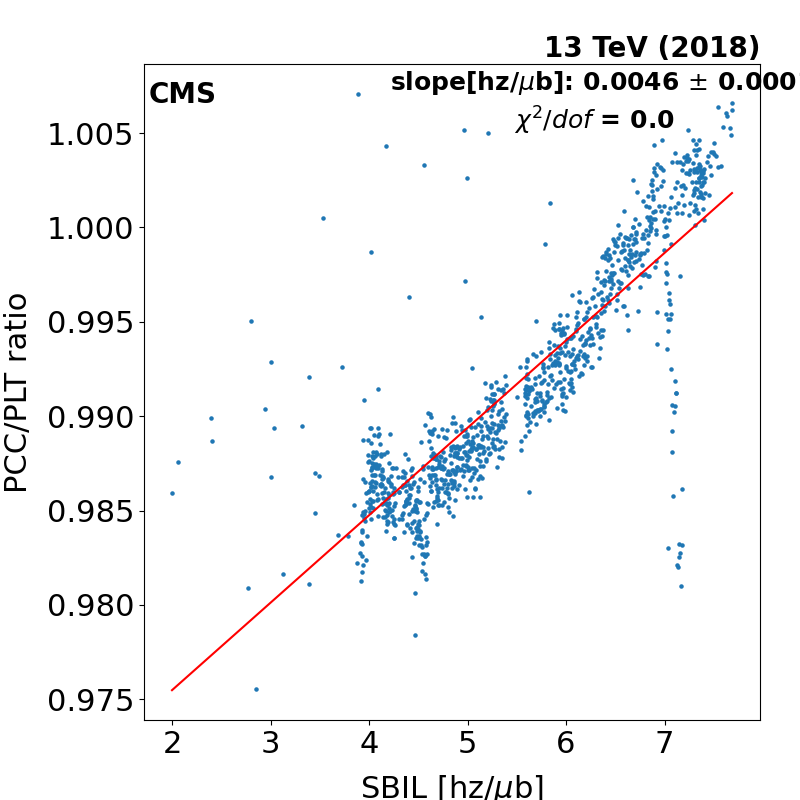 13 TeV (2018)
CMS
slope[hz/μb]: 0.0046 ± 0.000
χ²/dof = 0.0
1.005
1.000
0.995
0.990
0.985
0.980
0.975
PCC/PLT ratio
2 3 4 5 6 7
SBIL [hz/μb]